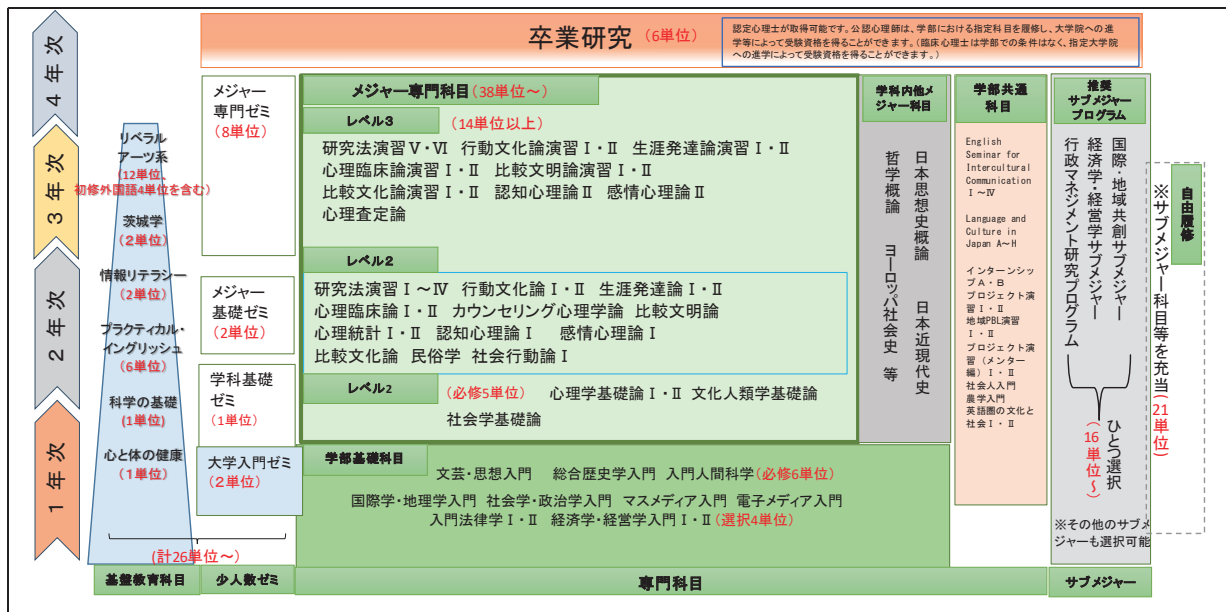 4年次
3年次
2年次
1年次
卒業研究(6単位)
認定心理士が取得可能です。公認心理師は、学部における指定科目を履修し、大学院への進
学等によって受験資格を得ることができます。(臨床心理士は学部での条件はなく、指定大学院
への進学によって受験資格を得ることができます。)
リベラル
アーツ系
(12単位、
初修外国語4単位を含む)
茨城学
(2単位)
情報リテラシー
(2単位)
プラクティカル・
イングリッシュ
(6単位)
科学の基礎
(1単位)
心と体の健康
(1単位)
(計26単位～)
基盤教育科目
メジャー
専門ゼミ
(8単位)
メジャー
基礎ゼミ
(2単位)
学科基礎
ゼミ
(1単位)
大学入門ゼミ
(2単位)
少人数ゼミ
メジャー専門科目(38単位～)
レベル3
(14単位以上)
研究法演習Ⅴ・Ⅵ 行動文化論演習Ⅰ・Ⅱ 生涯発達論演習Ⅰ・Ⅱ
心理臨床論演習Ⅰ・Ⅱ 比較文明論演習Ⅰ・Ⅱ
比較文化論演習Ⅰ・Ⅱ 認知心理論Ⅱ 感情心理論Ⅱ
心理査定論
レベル2
研究法演習Ⅰ～Ⅳ 行動文化論Ⅰ・Ⅱ 生涯発達論Ⅰ・Ⅱ
心理臨床論Ⅰ・Ⅱ カウンセリング心理学論 比較文明論
心理統計Ⅰ・Ⅱ 認知心理論Ⅰ 感情心理論Ⅰ
比較文化論 民俗学 社会行動論Ⅰ
レベル2
(必修5単位) 心理学基礎論Ⅰ・Ⅱ 文化人類学基礎論
社会学基礎論
学部基礎科目
文芸・思想入門 総合歴史学入門 入門人間科学(必修6単位)
国際学・地理学入門 社会学・政治学入門 マスメディア入門 電子メディア入門
入門法律学Ⅰ・Ⅱ 経済学・経営学入門Ⅰ・Ⅱ(選択4単位)
専門科目
学科内他メ
ジャー科目
日本思想史概論 日本近現代史
哲学概論 ヨーロッパ社会史 等
学部共通
科目
English
Seminar for
Intercultural
Communication
Ⅰ～Ⅳ
Language and
Culture in
Japan A～H
インターンシッ
プA・B
プロジェクト演
習Ⅰ・Ⅱ
地域PBL演習
Ⅰ・Ⅱ
プロジェクト演
習(メンター
編)Ⅰ・Ⅱ
社会人入門
農学入門
英語圏の文化と
社会Ⅰ・Ⅱ
推奨
サブメジャー
プログラム
国際・地域共創サブメジャー
経済学・経営学サブメジャー
行政マネジメント研究プログラム
ひとつ選択
(16単位～)
※その他のサブメ
ジャーも選択可能
サブメジャー
自由履修
※サブメジャー科目等を充当(21単位)